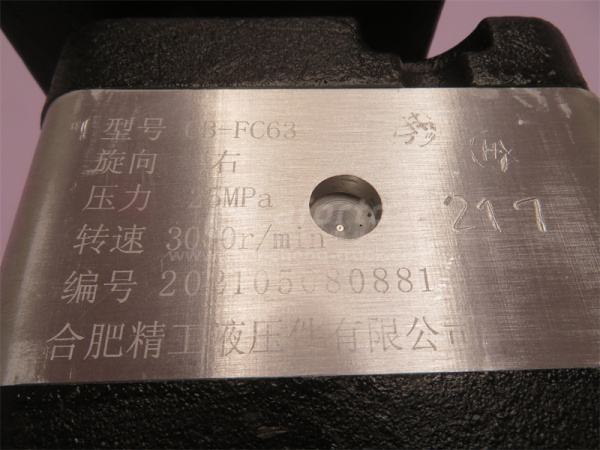 型号 CB-FC63
旋向 右
压力 25MPa
转速 3000r/min
编号 202105080881
合肥精工液压件有限公司
H
217